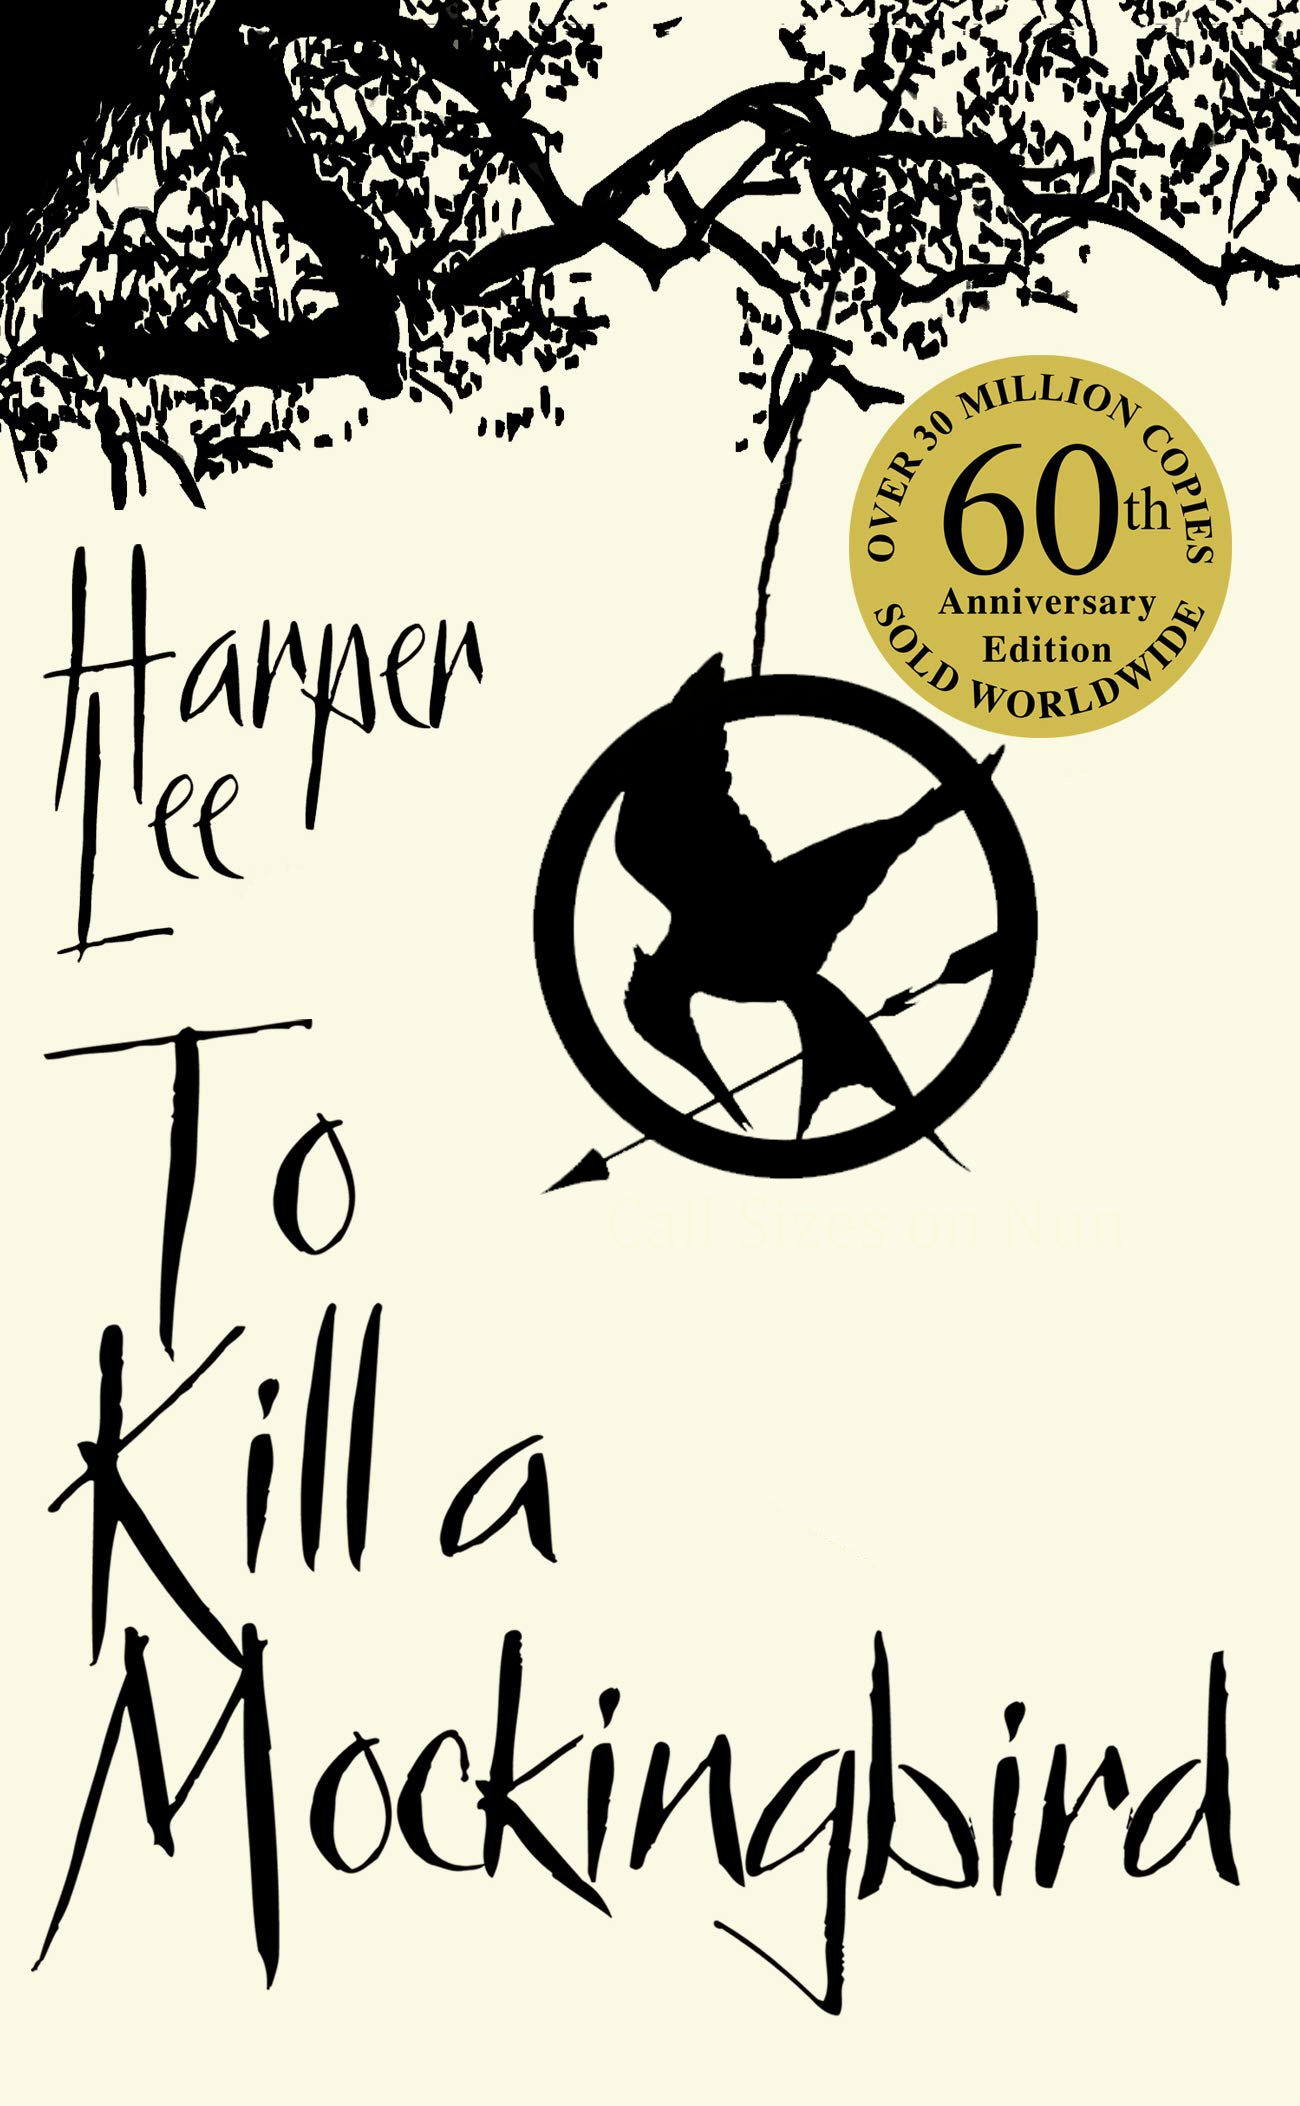 OVER 30 MILLION COPIES
60th
Anniversary
Edition
SOLD WORLDWIDE
Harper
Lee
To
Kill a
Mockingbird